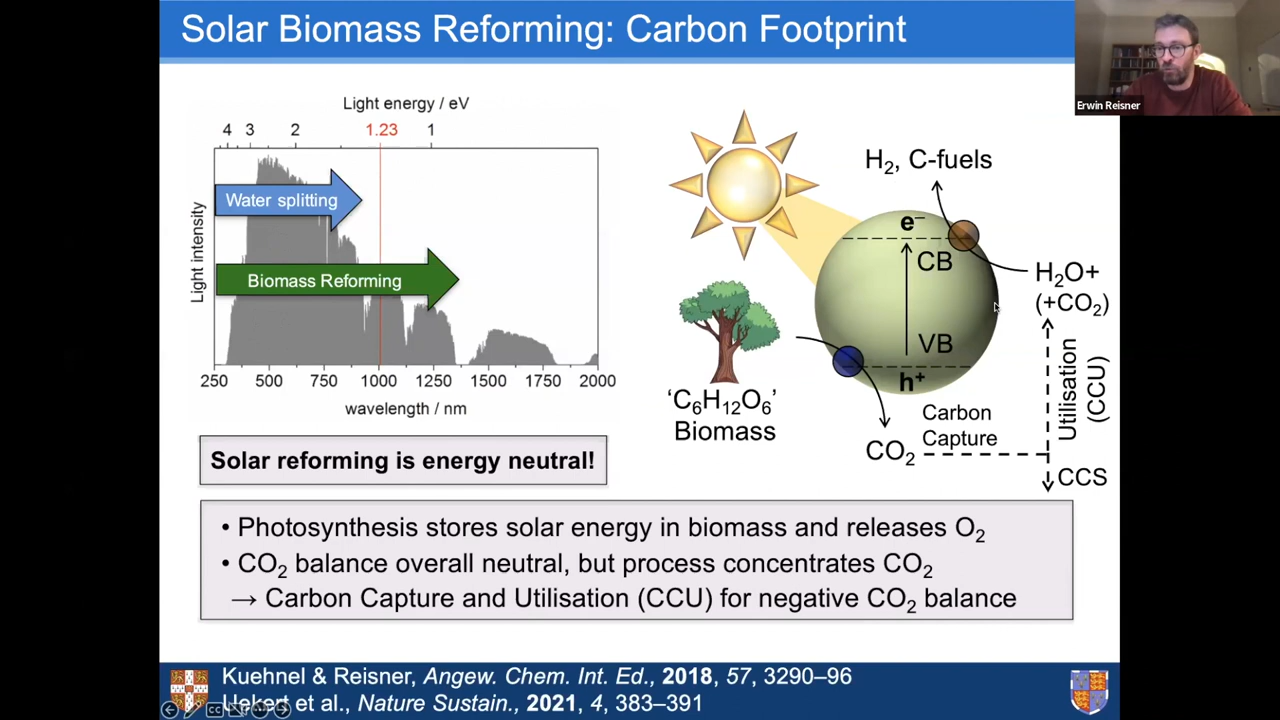 Solar Biomass Reforming: Carbon Footprint
Erwin Reisner
Light energy / eV
4 3 2 1.23 1
Water splitting
Biomass Reforming
Light intensity
250 500 750 1000 1250 1500 1750 2000
wavelength / nm
H₂, C-fuels
e⁻
CB
H₂O+
(+CO₂)
VB
h⁺
'C₆H₁₂O₆'
Biomass
Carbon
Capture
CO₂
Utilisation
(CCU)
CCS
Solar reforming is energy neutral!
• Photosynthesis stores solar energy in biomass and releases O₂
• CO₂ balance overall neutral, but process concentrates CO₂
→ Carbon Capture and Utilisation (CCU) for negative CO₂ balance
Kuehnel & Reisner, Angew. Chem. Int. Ed., 2018, 57, 3290–96
Uekert et al., Nature Sustain., 2021, 4, 383–391
CC